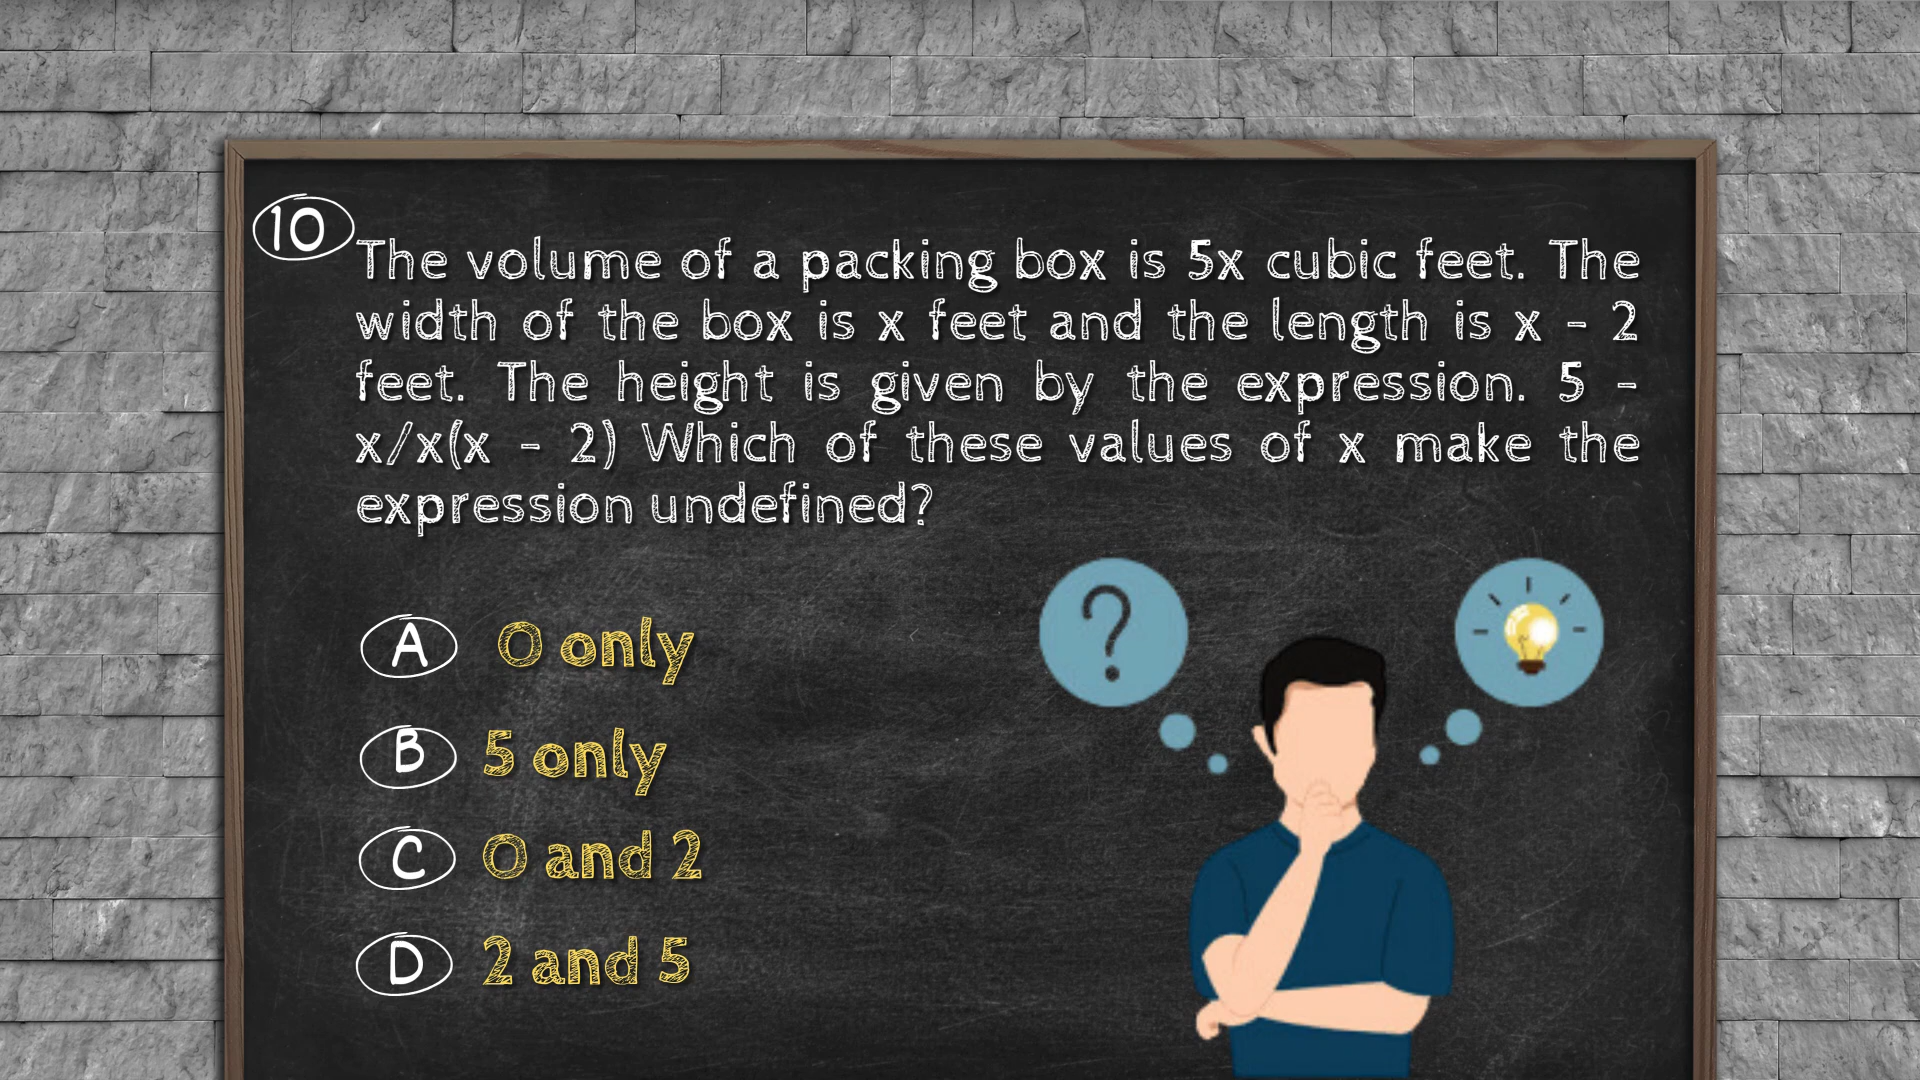 10
The volume of a packing box is 5x cubic feet. The
width of the box is x feet and the length is x - 2
feet. The height is given by the expression. 5 -
x/x(x - 2) Which of these values of x make the
expression undefined?
A 0 only
B 5 only
C 0 and 2
D 2 and 5
?